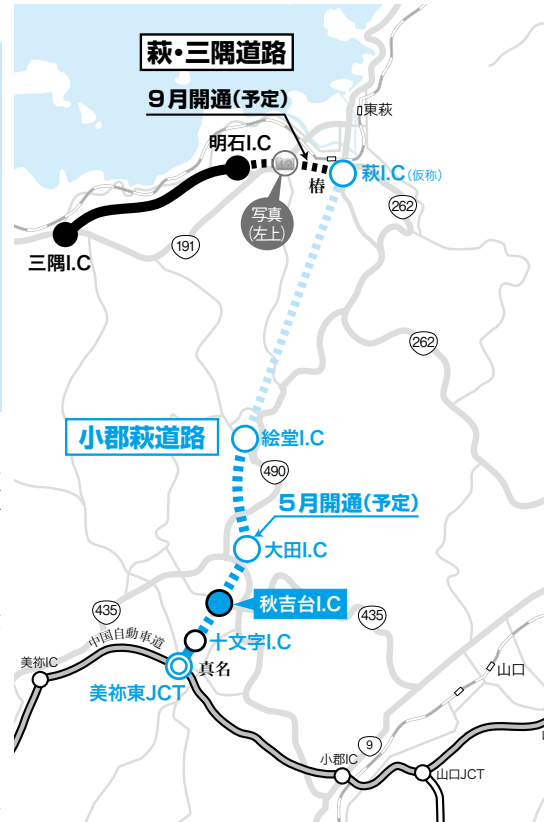 萩・三隅道路
9月開通(予定)
東萩
明石I.C
椿
萩I.C(仮称)
写真
(左上)
262
191
三隅I.C
262
小郡萩道路
絵堂I.C
490
5月開通(予定)
大田I.C
秋吉台I.C
435
435
中国自動車道
十文字I.C
美祢IC
真名
美祢東JCT
山口
9
小郡IC
山口JCT